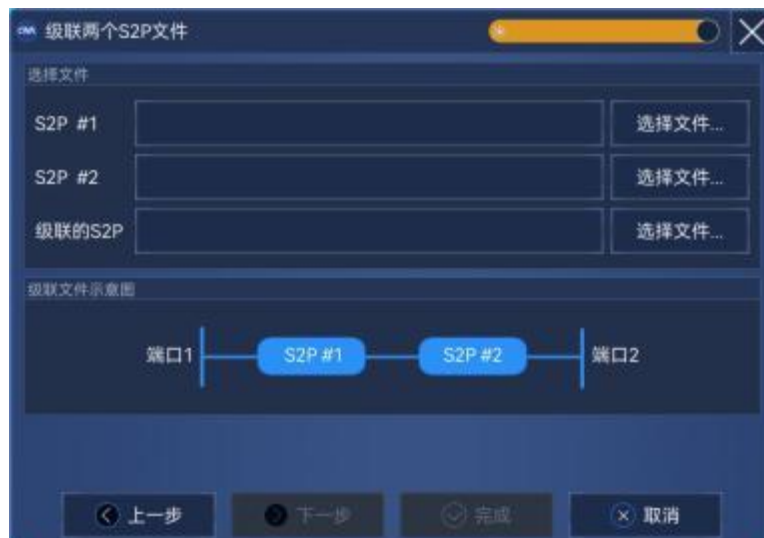 级联两个S2P文件
选择文件
S2P #1 选择文件...
S2P #2 选择文件...
级联的S2P 选择文件...
级联文件示意图
端口1 S2P #1 S2P #2 端口2
上一步 下一步 完成 取消